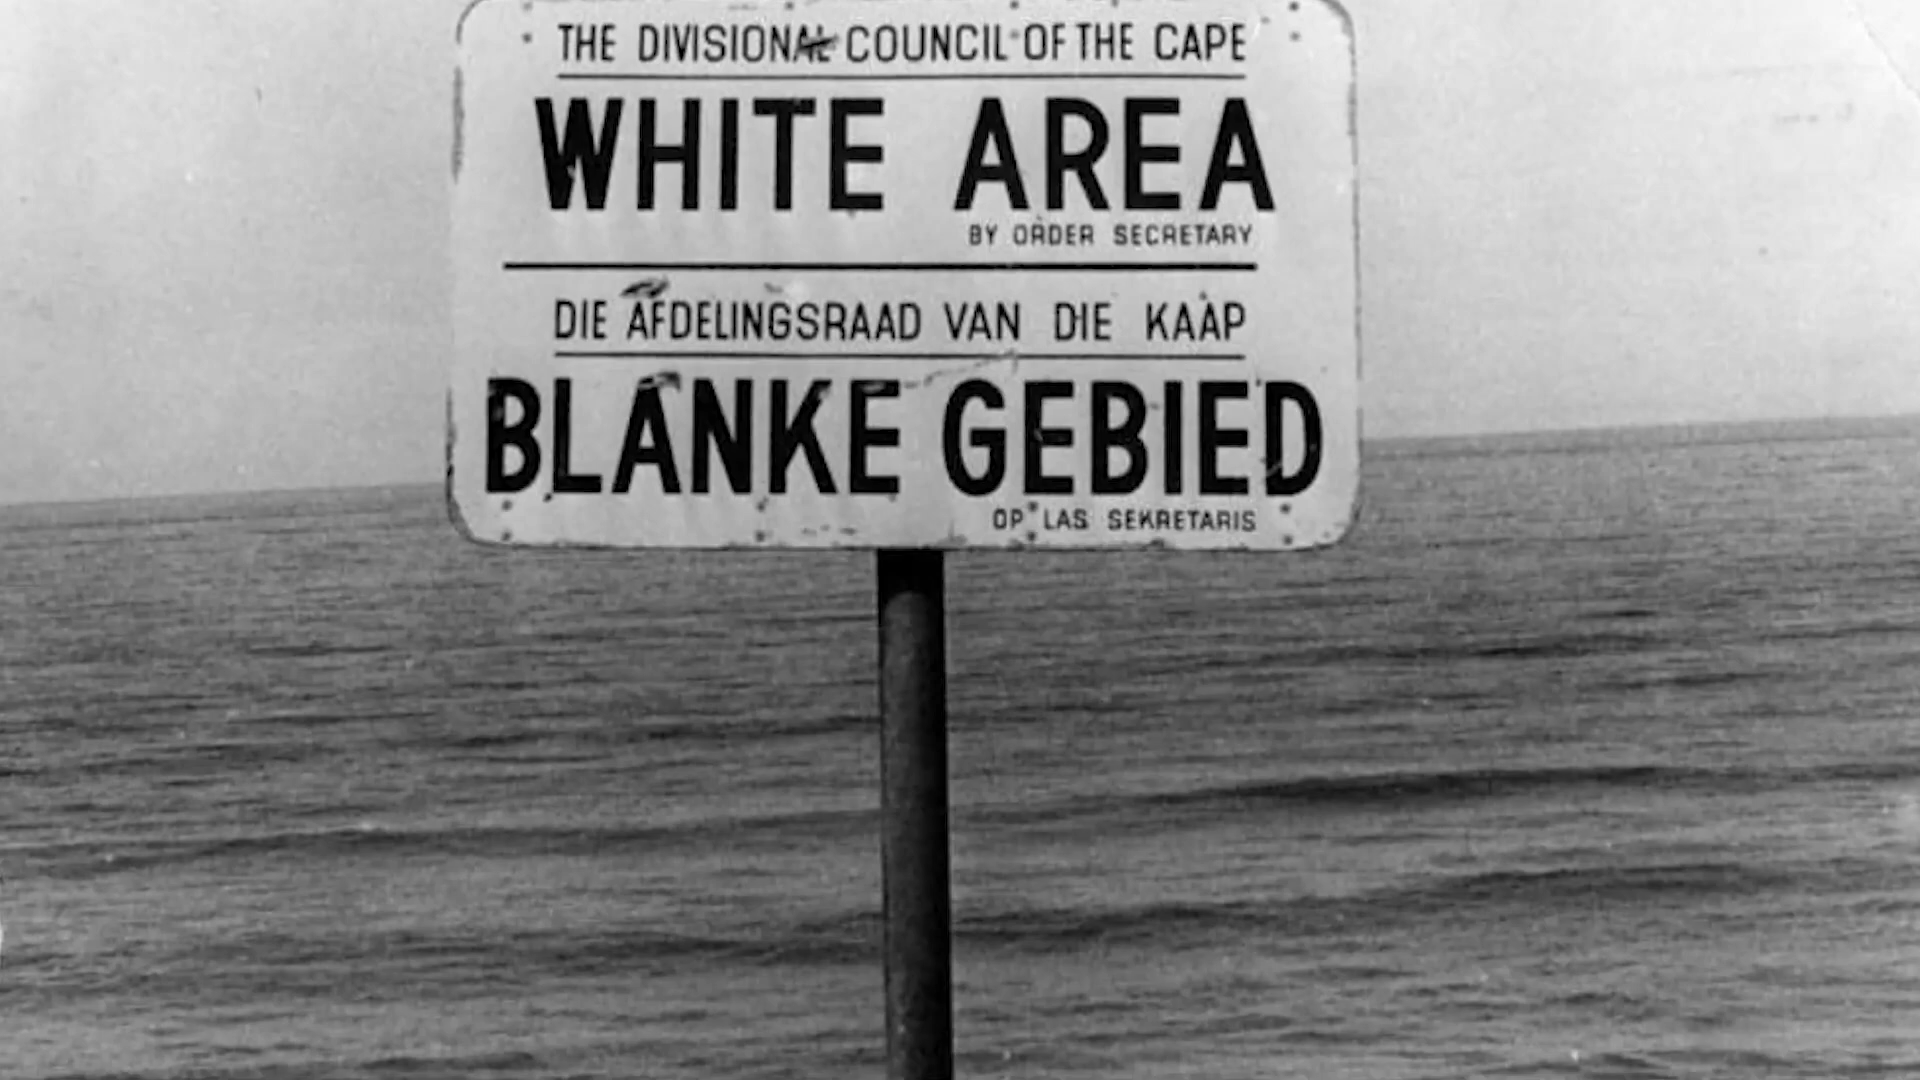 THE DIVISIONAL COUNCIL OF THE CAPE
WHITE AREA
BY ORDER SECRETARY
DIE AFDELINGSRAAD VAN DIE KAAP
BLANKE GEBIED
OP LAS SEKRETARIS